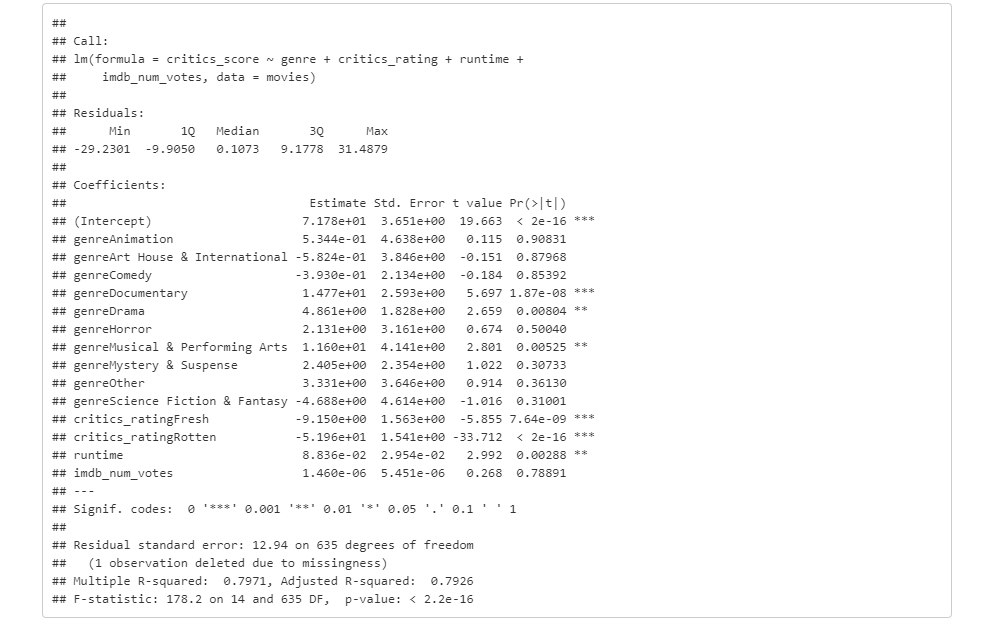 ##
## Call:
## lm(formula = critics_score ~ genre + critics_rating + runtime +
##     imdb_num_votes, data = movies)
##
## Residuals:
##      Min       1Q   Median       3Q      Max
## -29.2301  -9.9050   0.1073   9.1778  31.4879
##
## Coefficients:
##                                Estimate Std. Error t value Pr(>|t|)
## (Intercept)                    7.178e+01  3.651e+00  19.663  < 2e-16 ***
## genreAnimation                 5.344e-01  4.638e+00   0.115  0.90831
## genreArt House & International -5.824e-01  3.846e+00  -0.151  0.87968
## genreComedy                   -3.930e-01  2.134e+00  -0.184  0.85392
## genreDocumentary               1.477e+01  2.593e+00   5.697 1.87e-08 ***
## genreDrama                     4.861e+00  1.828e+00   2.659  0.00804 **
## genreHorror                    2.131e+00  3.161e+00   0.674  0.50040
## genreMusical & Performing Arts  1.160e+01  4.141e+00   2.801  0.00525 **
## genreMystery & Suspense        2.405e+00  2.354e+00   1.022  0.30733
## genreOther                     3.331e+00  3.646e+00   0.914  0.36130
## genreScience Fiction & Fantasy -4.688e+00  4.614e+00  -1.016  0.31001
## critics_ratingFresh           -9.150e+00  1.563e+00  -5.855 7.64e-09 ***
## critics_ratingRotten          -5.196e+01  1.541e+00 -33.712  < 2e-16 ***
## runtime                        8.836e-02  2.954e-02   2.992  0.00288 **
## imdb_num_votes                 1.460e-06  5.451e-06   0.268  0.78891
## ---
## Signif. codes:  0 '***' 0.001 '**' 0.01 '*' 0.05 '.' 0.1 ' ' 1
##
## Residual standard error: 12.94 on 635 degrees of freedom
##   (1 observation deleted due to missingness)
## Multiple R-squared:  0.7971, Adjusted R-squared:  0.7926
## F-statistic: 178.2 on 14 and 635 DF,  p-value: < 2.2e-16